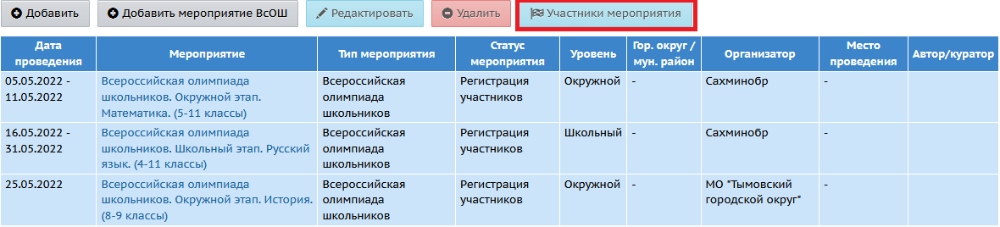 Добавить Добавить мероприятие ВсОШ Редактировать Удалить Участники мероприятия
Дата проведения Мероприятие Тип мероприятия Статус мероприятия Уровень Гор. округ / мун. район Организатор Место проведения Автор/куратор
05.05.2022 - Всероссийская олимпиада Всероссийская Регистрация Окружной - Сахминобр -
11.05.2022 школьников. Окружной этап. олимпиада участников
Математика. (5-11 классы) школьников
16.05.2022 - Всероссийская олимпиада Всероссийская Регистрация Школьный - Сахминобр -
31.05.2022 школьников. Школьный этап. Русский олимпиада участников
язык. (4-11 классы) школьников
25.05.2022 Всероссийская олимпиада Всероссийская Регистрация Окружной - МО "Тымовский -
школьников. Окружной этап. История. олимпиада участников городской округ"
(8-9 классы) школьников